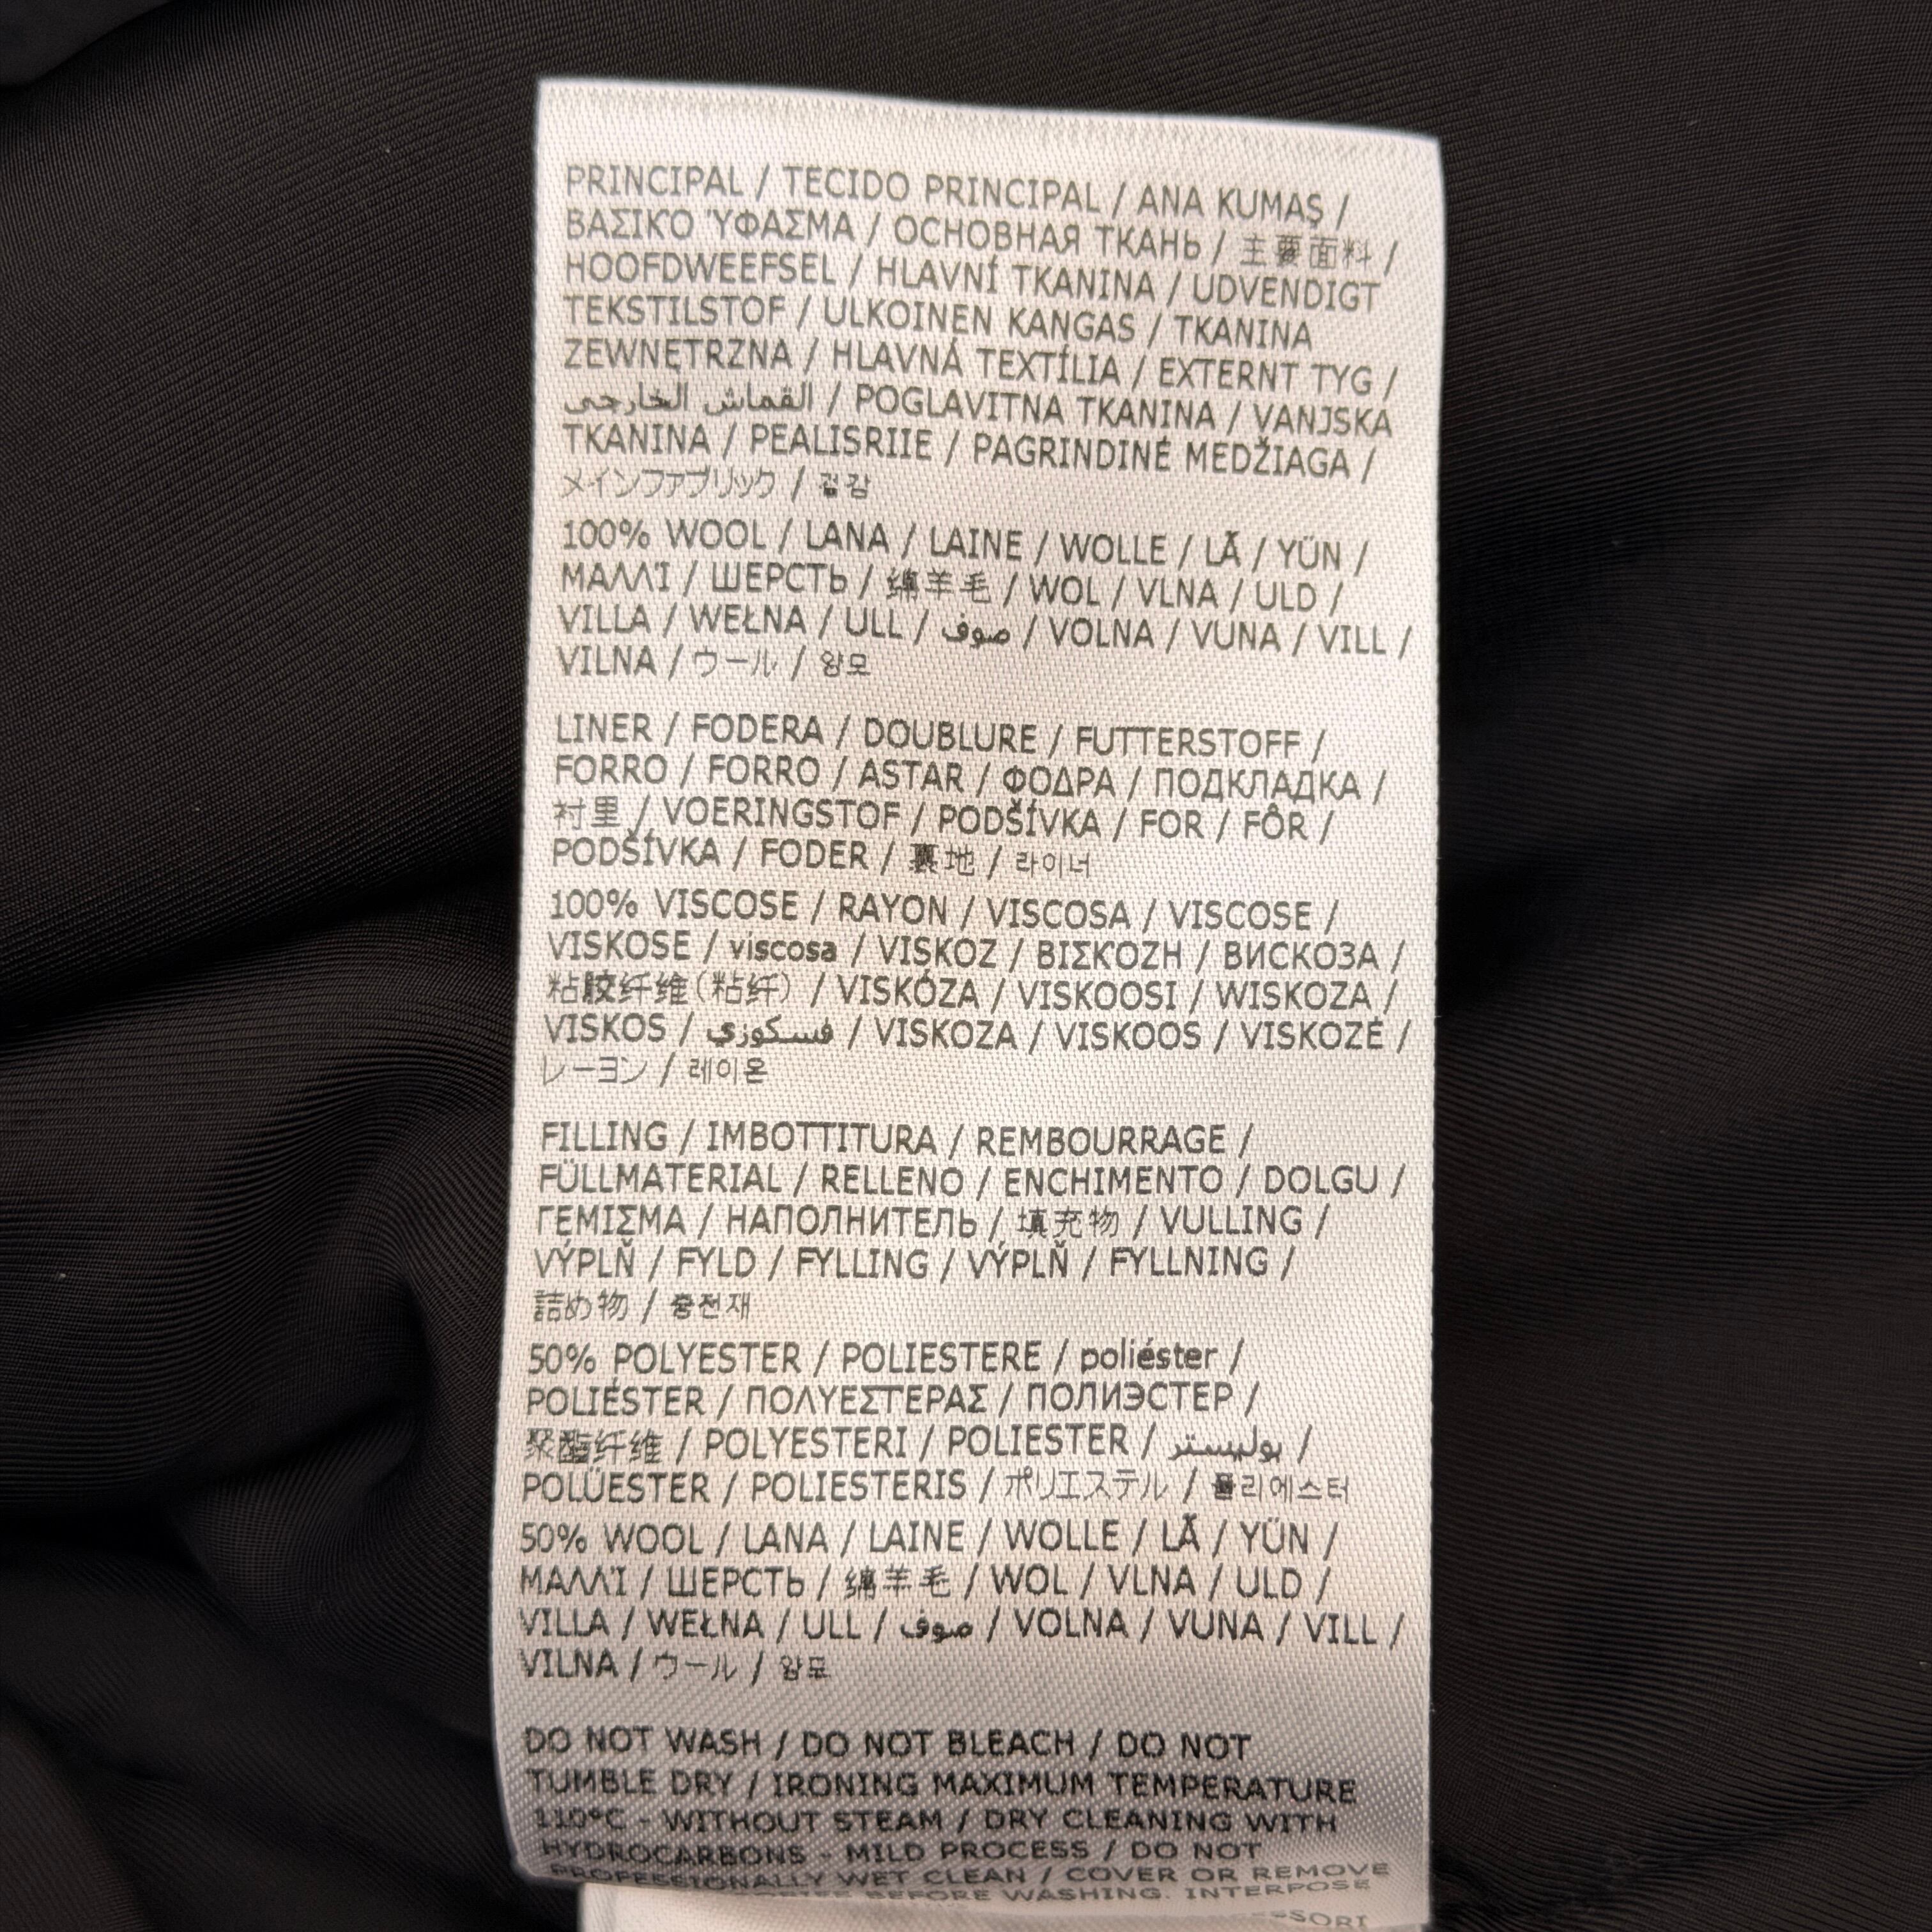 PRINCIPAL / TECIDO PRINCIPAL / ANA KUMAŞ /
ΒΑΣΙΚΌ ΎΦΑΣΜΑ / ОСНОВНАЯ ТКАНЬ / 主要面料 /
HOOFDWEEFSEL / HLAVNÍ TKANINA / UDVENDIGT
TEKSTILSTOF / ULKOINEN KANGAS / TKANINA
ZEWNĘTRZNA / HLAVNÁ TEXTÍLIA / EXTERNT TYG /
القماش الخارجي / POGLAVITNA TKANINA / VANJSKA
TKANINA / PEALISRIIE / PAGRINDINĖ MEDŽIAGA /
メインファブリック / 겉감
100% WOOL / LANA / LAINE / WOLLE / LÃ / YÜN /
ΜΑΛΛΊ / ШЕРСТЬ / 绵羊毛 / WOL / VLNA / ULD /
VILLA / WEŁNA / ULL / صوف / VOLNA / VUNA / VILL /
VILNA / ウール / 양모
LINER / FODERA / DOUBLURE / FUTTERSTOFF /
FORRO / FORRO / ASTAR / ΦΟΔΡΑ / ПОДКЛАДКА /
衬里 / VOERINGSTOF / PODŠÍVKA / FOR / FÔR /
PODŠÍVKA / FODER / 裏地 / 라이너
100% VISCOSE / RAYON / VISCOSA / VISCOSE /
VISKOSE / viscosa / VISKOZ / ΒΙΣΚΌΖΗ / ВИСКОЗА /
粘胶纤维(粘纤) / VISKÓZA / VISKOOSI / WISKOZA /
VISKOS / فسكوزي / VISKOZA / VISKOOS / VISKOZĖ /
レーヨン / 레이온
FILLING / IMBOTTITURA / REMBOURRAGE /
FÜLLMATERIAL / RELLENO / ENCHIMENTO / DOLGU /
ΓΕΜΙΣΜΑ / НАПОЛНИТЕЛЬ / 填充物 / VULLING /
VÝPLŇ / FYLD / FYLLING / VÝPLŇ / FYLLNING /
詰め物 / 충전재
50% POLYESTER / POLIESTERE / poliéster /
POLIÉSTER / ΠΟΛΥΕΣΤΕΡΑΣ / ПОЛИЭСТЕР /
聚酯纤维 / POLYESTERI / POLIESTER / بوليستر /
POLÜESTER / POLIESTERIS / ポリエステル / 폴리에스터
50% WOOL / LANA / LAINE / WOLLE / LÃ / YÜN /
ΜΑΛΛΊ / ШЕРСТЬ / 绵羊毛 / WOL / VLNA / ULD /
VILLA / WEŁNA / ULL / صوف / VOLNA / VUNA / VILL /
VILNA / ウール / 양모
DO NOT WASH / DO NOT BLEACH / DO NOT
TUMBLE DRY / IRONING MAXIMUM TEMPERATURE
110°C - WITHOUT STEAM / DRY CLEANING WITH
HYDROCARBONS - MILD PROCESS / DO NOT
PROFESSIONALLY WET CLEAN / COVER OR REMOVE
BEFORE WASHING. INTERPOSE